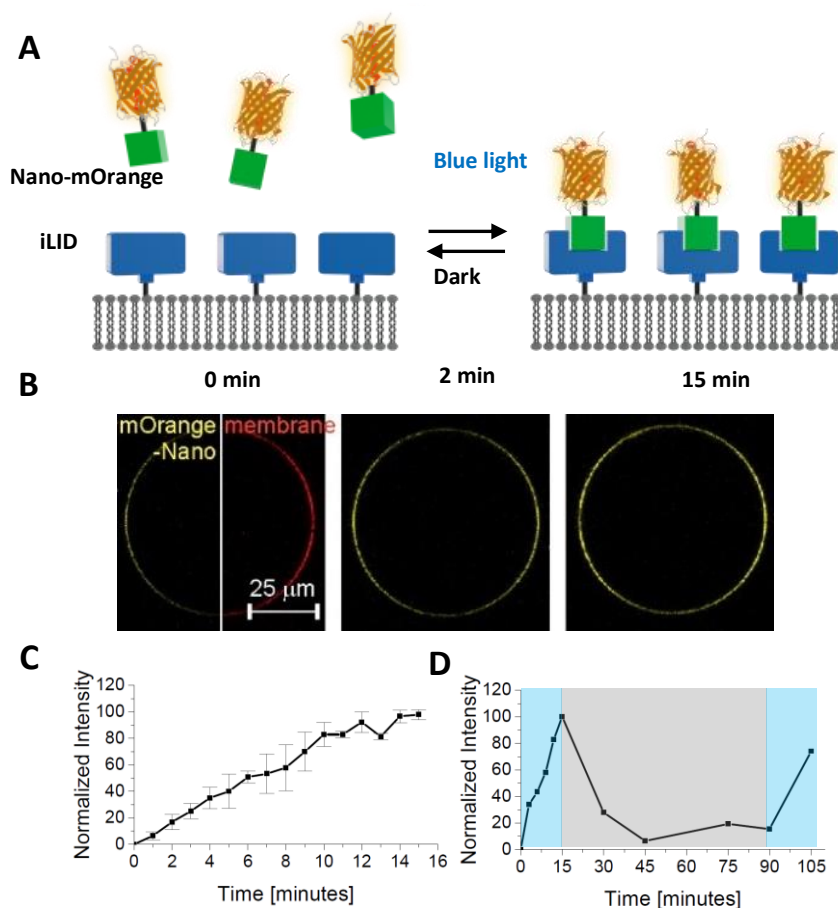 A
Nano-mOrange
Blue light
iLID
Dark
0 min
2 min
15 min
B
mOrange
-Nano
membrane
25 μm
C
Normalized Intensity
120
100
80
60
40
20
0
0 2 4 6 8 10 12 14 16
Time [minutes]
D
Normalized Intensity
120
100
80
60
40
20
0
0 15 30 45 60 75 90 105
Time [minutes]